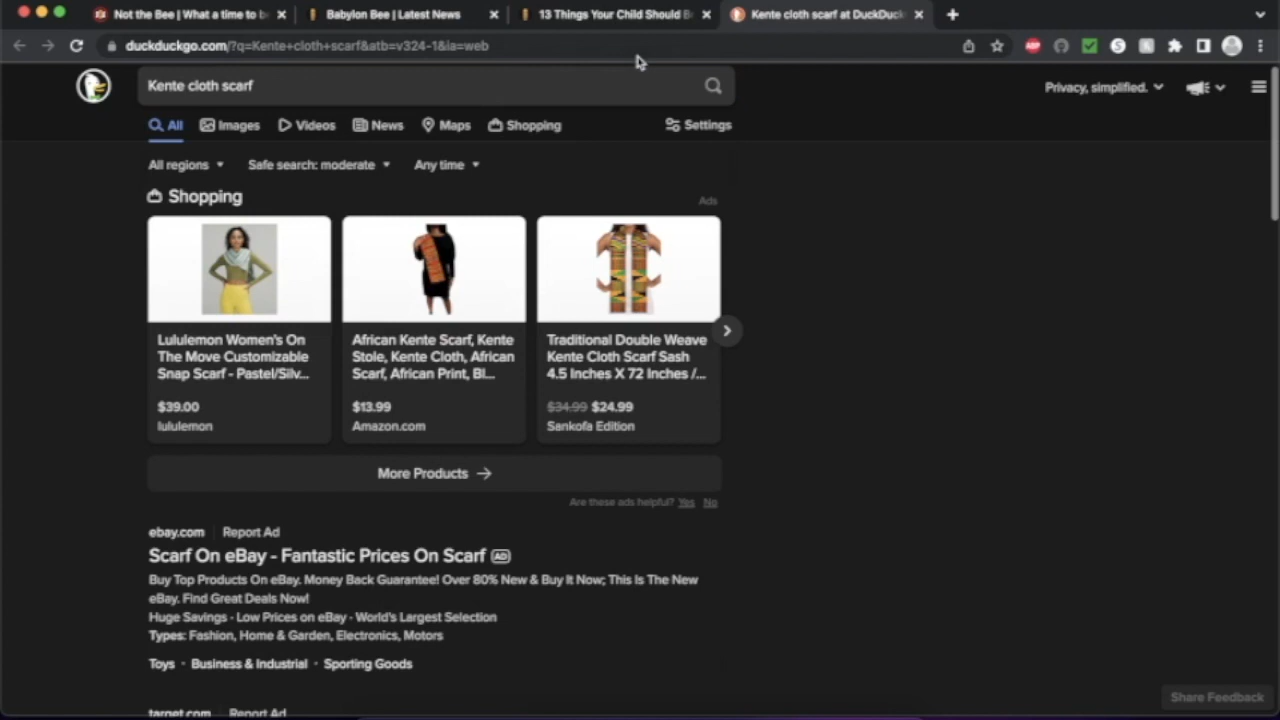 Not the Bee | What a time to b
Babylon Bee | Latest News
13 Things Your Child Should B
Kente cloth scarf at DuckDuck
duckduckgo.com/?q=Kente+cloth+scarf&atb=v324-1&ia=web
ABP
Kente cloth scarf
Privacy, simplified.
All
Images
Videos
News
Maps
Shopping
Settings
All regions
Safe search: moderate
Any time
Shopping
Ads
Lululemon Women's On
The Move Customizable
Snap Scarf - Pastel/Silv...
$39.00
lululemon
African Kente Scarf, Kente
Stole, Kente Cloth, African
Scarf, African Print, Bl...
$13.99
Amazon.com
Traditional Double Weave
Kente Cloth Scarf Sash
4.5 Inches X 72 Inches /...
$34.99 $24.99
Sankofa Edition
More Products
Are these ads helpful? Yes No
ebay.com Report Ad
Scarf On eBay - Fantastic Prices On Scarf AD
Buy Top Products On eBay. Money Back Guarantee! Over 80% New & Buy It Now; This Is The New
eBay. Find Great Deals Now!
Huge Savings - Low Prices on eBay - World's Largest Selection
Types: Fashion, Home & Garden, Electronics, Motors
Toys • Business & Industrial • Sporting Goods
target.com Report Ad
Share Feedback